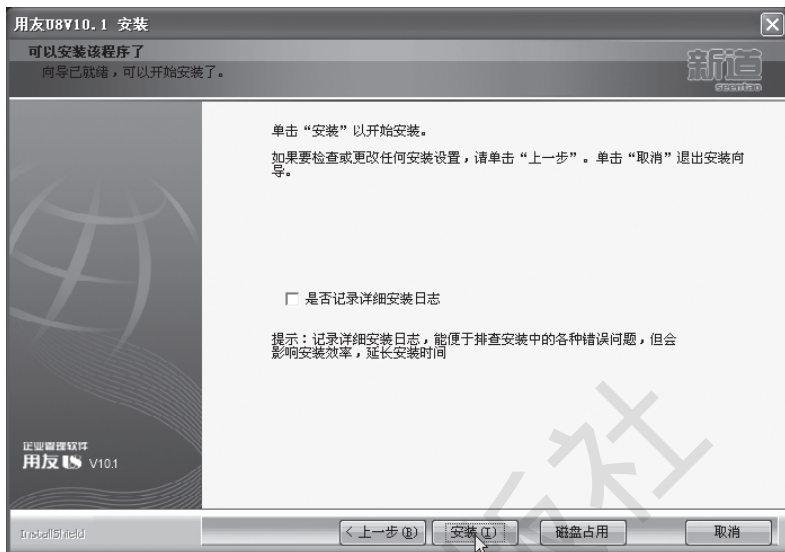 用友U8V10.1 安装
可以安装该程序了
向导已就绪，可以开始安装了。
新道
seentao
单击“安装”以开始安装。
如果要检查或更改任何安装设置，请单击“上一步”。单击“取消”退出安装向
导。
是否记录详细安装日志
提示：记录详细安装日志，能便于排查安装中的各种错误问题，但会
影响安装效率，延长安装时间
企业管理软件
用友 U8 V10.1
InstallShield
<上一步(B)
安装(I)
磁盘占用
取消
版社